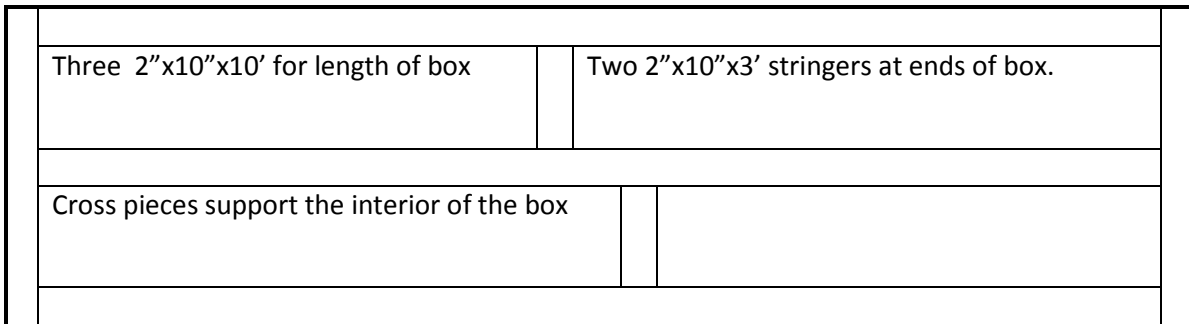 Three  2”x10”x10’ for length of box
Two 2”x10”x3’ stringers at ends of box.
Cross pieces support the interior of the box